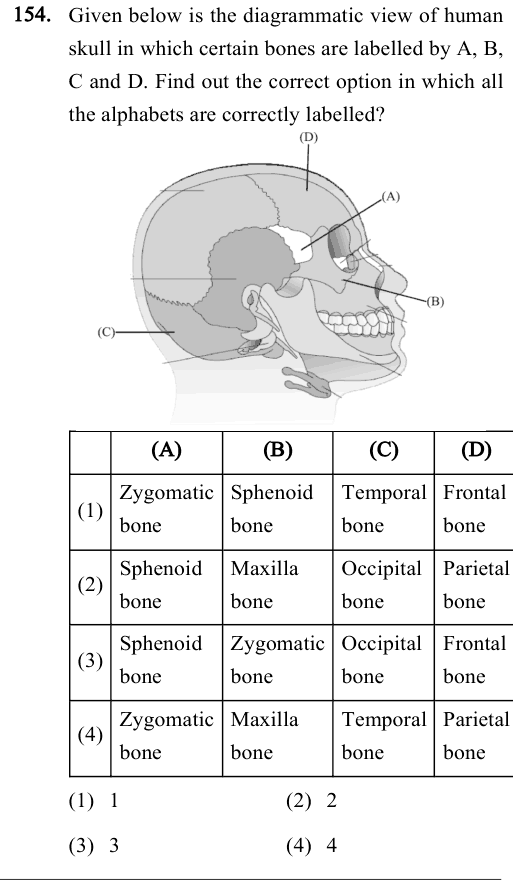 154. Given below is the diagrammatic view of human
skull in which certain bones are labelled by A, B,
C and D. Find out the correct option in which all
the alphabets are correctly labelled?
(D)
(A)
(B)
(C)
(A) (B) (C) (D)
(1) Zygomatic bone Sphenoid bone Temporal bone Frontal bone
(2) Sphenoid bone Maxilla bone Occipital bone Parietal bone
(3) Sphenoid bone Zygomatic bone Occipital bone Frontal bone
(4) Zygomatic bone Maxilla bone Temporal bone Parietal bone
(1) 1 (2) 2
(3) 3 (4) 4